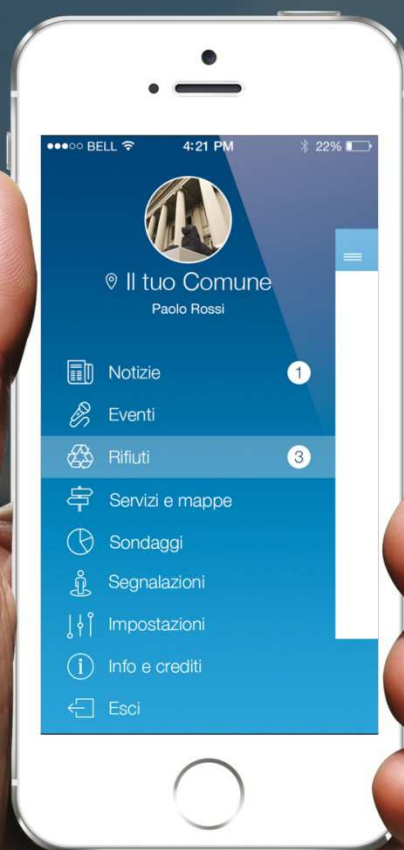 BELL 4:21 PM 22%
Il tuo Comune
Paolo Rossi
Notizie 1
Eventi
Rifiuti 3
Servizi e mappe
Sondaggi
Segnalazioni
Impostazioni
Info e crediti
Esci